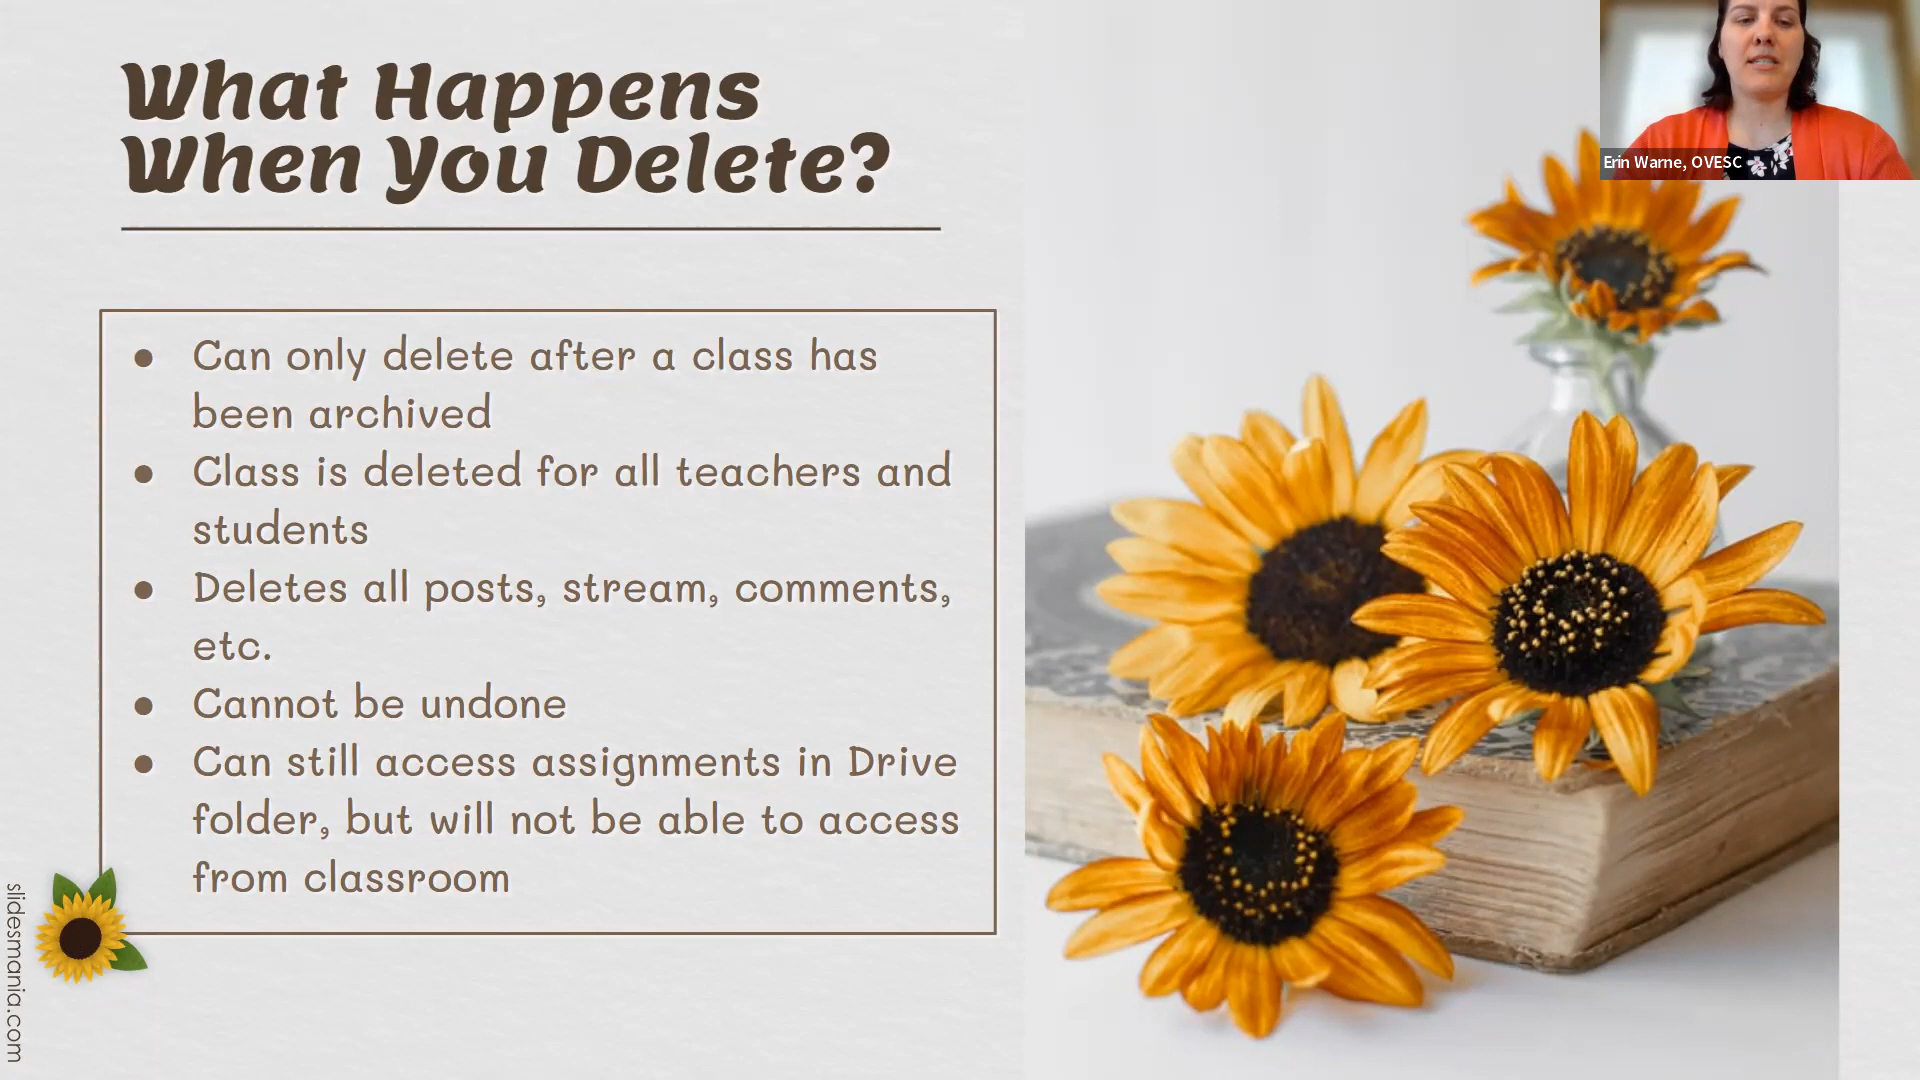 What Happens
When You Delete?
Erin Warne, OVESC
● Can only delete after a class has
been archived
● Class is deleted for all teachers and
students
● Deletes all posts, stream, comments,
etc.
● Cannot be undone
● Can still access assignments in Drive
folder, but will not be able to access
from classroom
slidesmania.com